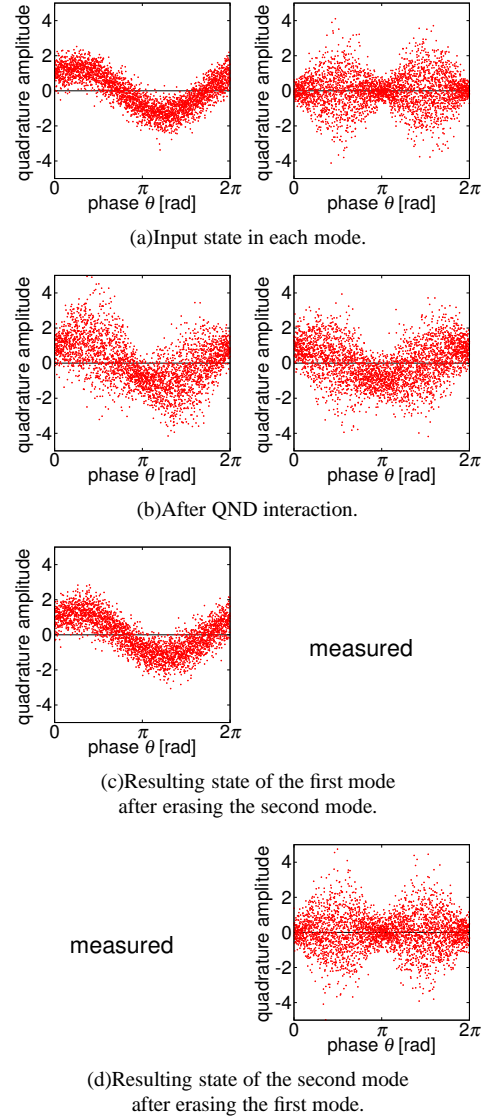 quadrature amplitude
4
2
0
-2
-4
0
π
2π
phase θ [rad]
quadrature amplitude
4
2
0
-2
-4
0
π
2π
phase θ [rad]
(a)Input state in each mode.
quadrature amplitude
4
2
0
-2
-4
0
π
2π
phase θ [rad]
quadrature amplitude
4
2
0
-2
-4
0
π
2π
phase θ [rad]
(b)After QND interaction.
quadrature amplitude
4
2
0
-2
-4
0
π
2π
phase θ [rad]
measured
(c)Resulting state of the first mode
after erasing the second mode.
measured
quadrature amplitude
4
2
0
-2
-4
0
π
2π
phase θ [rad]
(d)Resulting state of the second mode
after erasing the first mode.